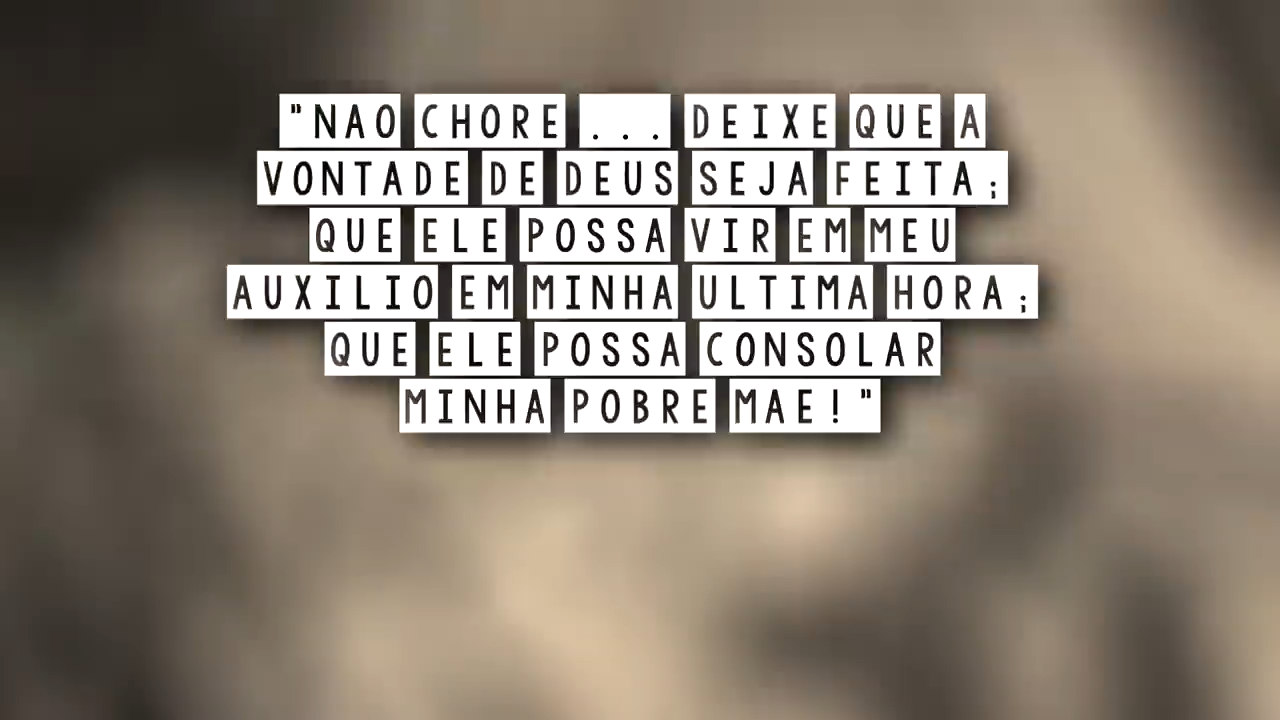 "NAO CHORE ... DEIXE QUE A
VONTADE DE DEUS SEJA FEITA;
QUE ELE POSSA VIR EM MEU
AUXILIO EM MINHA ULTIMA HORA;
QUE ELE POSSA CONSOLAR
MINHA POBRE MAE!"